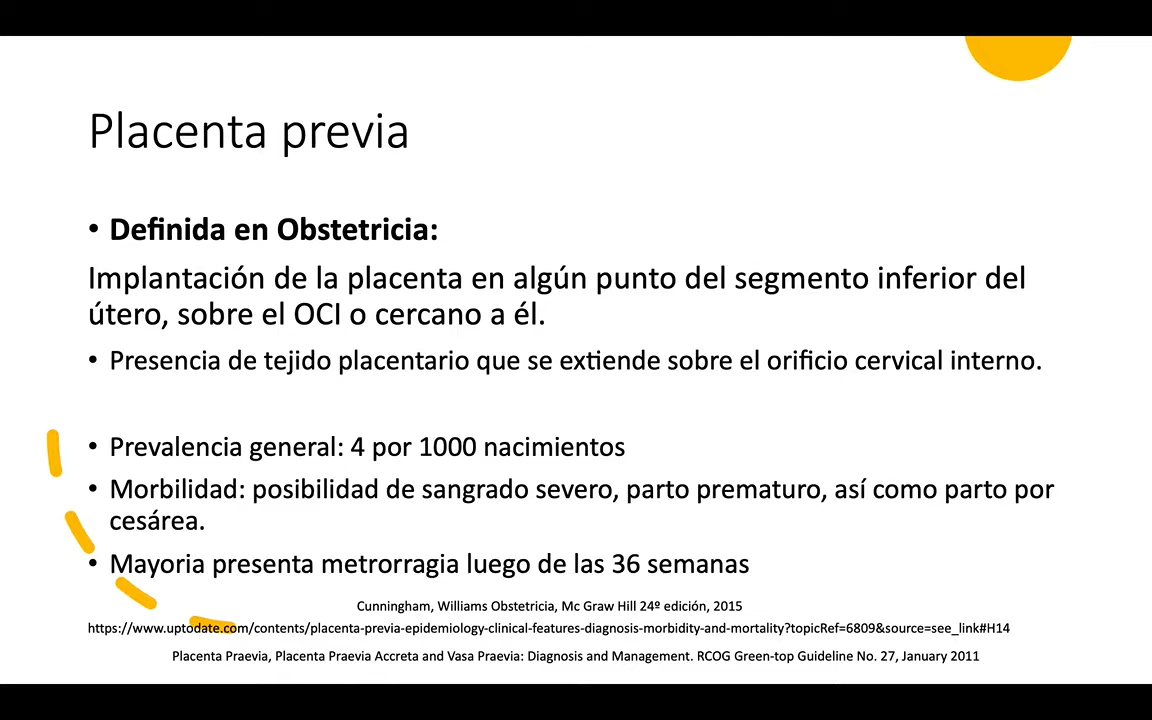 Placenta previa
• Definida en Obstetricia:
Implantación de la placenta en algún punto del segmento inferior del
útero, sobre el OCI o cercano a él.
• Presencia de tejido placentario que se extiende sobre el orificio cervical interno.
• Prevalencia general: 4 por 1000 nacimientos
• Morbilidad: posibilidad de sangrado severo, parto prematuro, así como parto por
cesárea.
• Mayoria presenta metrorragia luego de las 36 semanas
Cunningham, Williams Obstetricia, Mc Graw Hill 24º edición, 2015
https://www.uptodate.com/contents/placenta-previa-epidemiology-clinical-features-diagnosis-morbidity-and-mortality?topicRef=6809&source=see_link#H14
Placenta Praevia, Placenta Praevia Accreta and Vasa Praevia: Diagnosis and Management. RCOG Green-top Guideline No. 27, January 2011